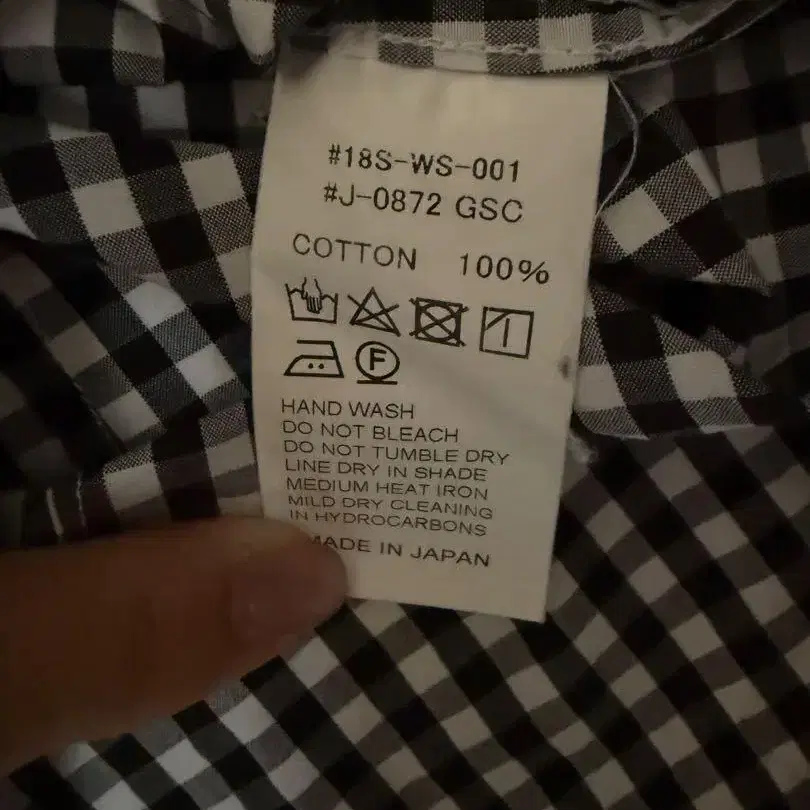 #18S-WS-001
#J-0872 GSC
COTTON 100%
F
HAND WASH
DO NOT BLEACH
DO NOT TUMBLE DRY
LINE DRY IN SHADE
MEDIUM HEAT IRON
MILD DRY CLEANING
IN HYDROCARBONS
MADE IN JAPAN